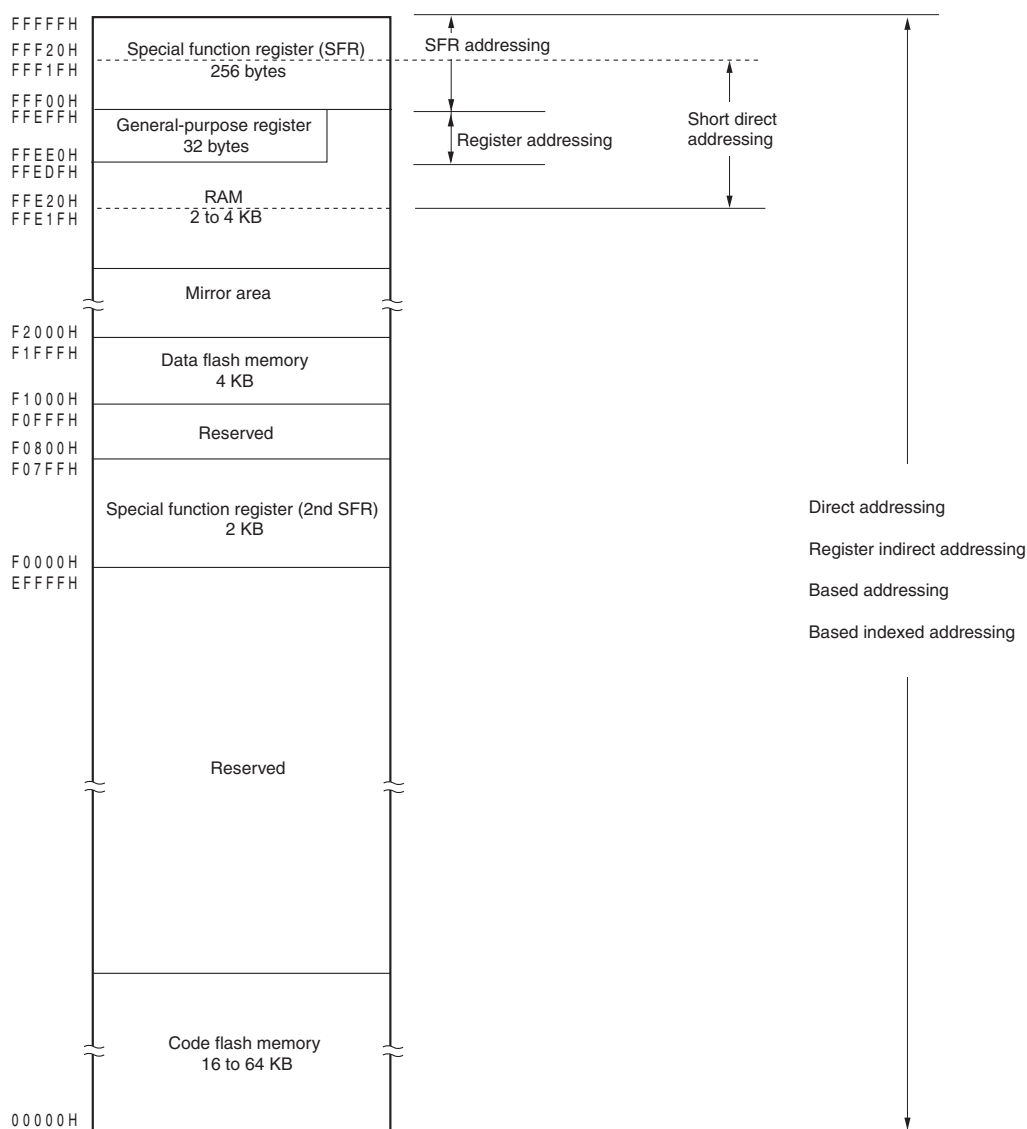 FFFFFH
FFF20H
FFF1FH
FFF00H
FFEFFH
FFEE0H
FFEDFH
FFE20H
FFE1FH
F2000H
F1FFFH
F1000H
F0FFFH
F0800H
F07FFH
F0000H
EFFFFH
00000H
Special function register (SFR)
256 bytes
General-purpose register
32 bytes
RAM
2 to 4 KB
Mirror area
Data flash memory
4 KB
Reserved
Special function register (2nd SFR)
2 KB
Reserved
Code flash memory
16 to 64 KB
SFR addressing
Register addressing
Short direct
addressing
Direct addressing
Register indirect addressing
Based addressing
Based indexed addressing